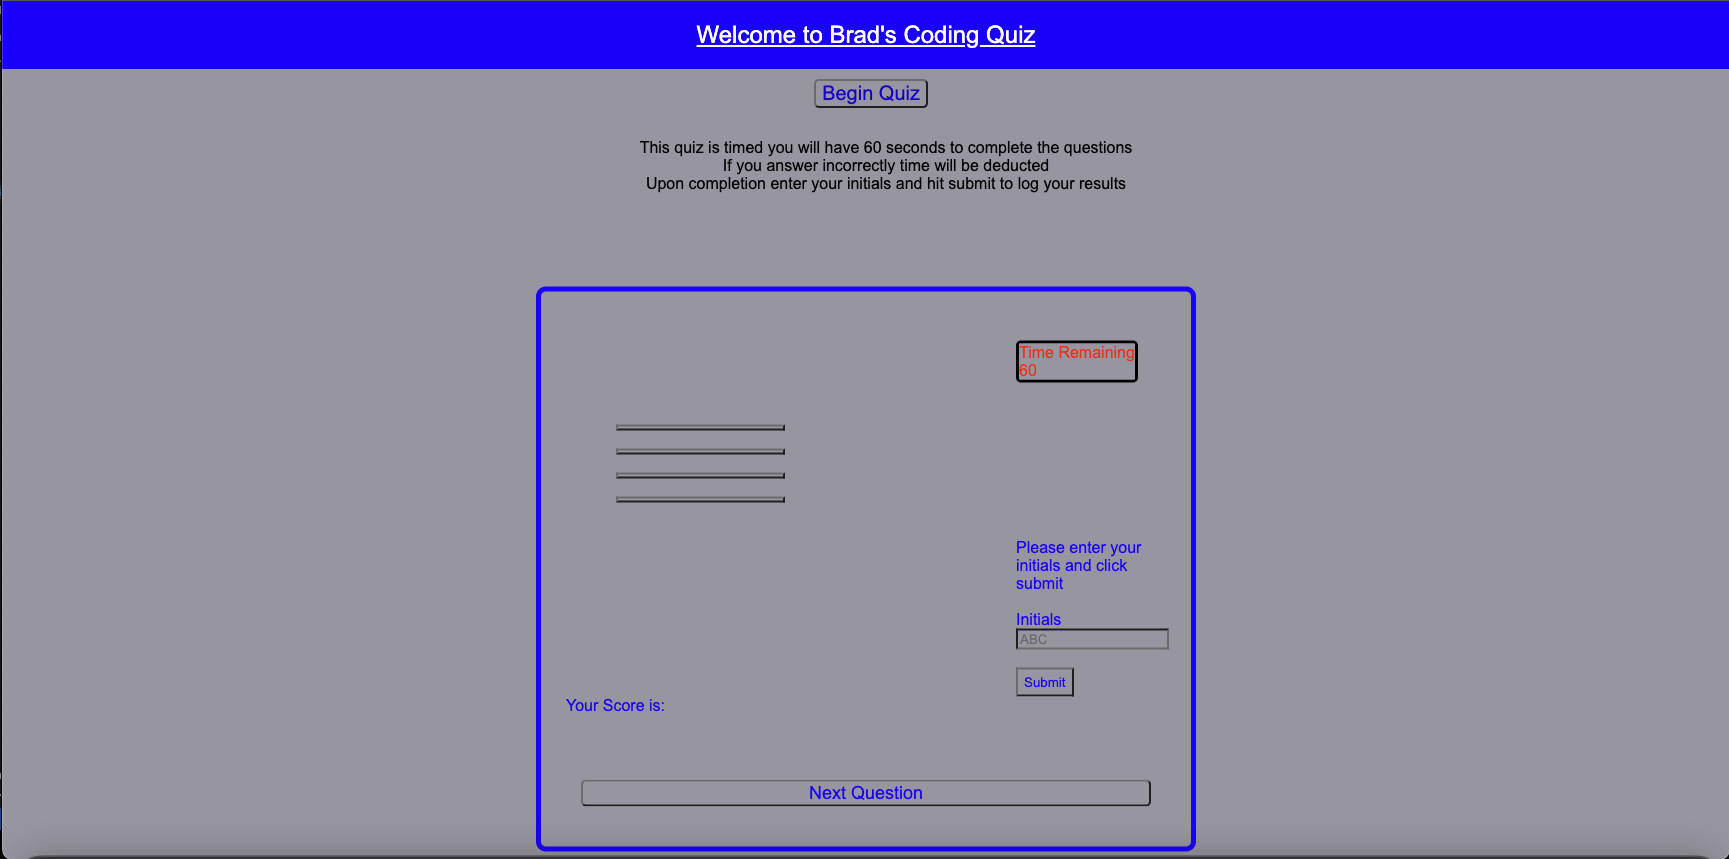 Welcome to Brad's Coding Quiz
Begin Quiz
This quiz is timed you will have 60 seconds to complete the questions
If you answer incorrectly time will be deducted
Upon completion enter your initials and hit submit to log your results
Time Remaining
60
Please enter your
initials and click
submit
Initials
ABC
Submit
Your Score is:
Next Question